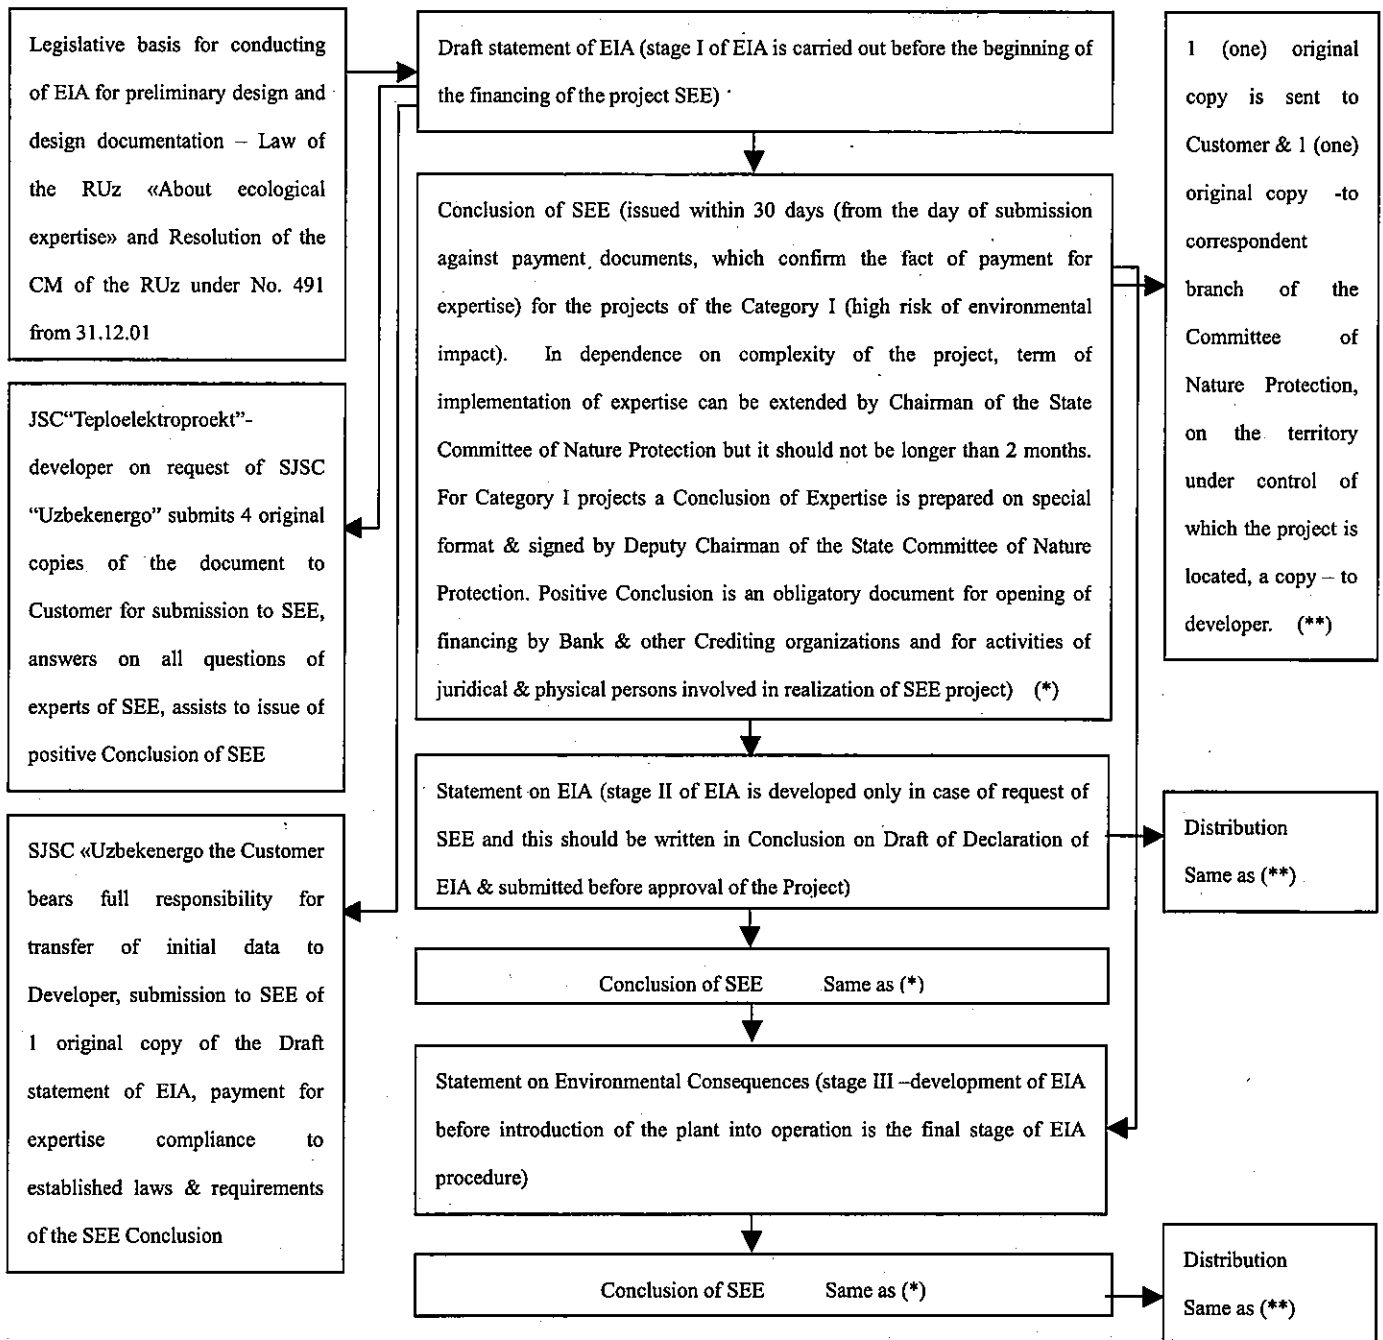 Legislative basis for conducting
of EIA for preliminary design and
design documentation – Law of
the RUz «About ecological
expertise» and Resolution of the
CM of the RUz under No. 491
from 31.12.01
JSC“Teploelektroproekt”-
developer on request of SJSC
“Uzbekenergo” submits 4 original
copies of the document to
Customer for submission to SEE,
answers on all questions of
experts of SEE, assists to issue of
positive Conclusion of SEE
SJSC «Uzbekenergo the Customer
bears full responsibility for
transfer of initial data to
Developer, submission to SEE of
1 original copy of the Draft
statement of EIA, payment for
expertise compliance to
established laws & requirements
of the SEE Conclusion
Draft statement of EIA (stage I of EIA is carried out before the beginning of
the financing of the project SEE)
Conclusion of SEE (issued within 30 days (from the day of submission
against payment documents, which confirm the fact of payment for
expertise) for the projects of the Category I (high risk of environmental
impact). In dependence on complexity of the project, term of
implementation of expertise can be extended by Chairman of the State
Committee of Nature Protection but it should not be longer than 2 months.
For Category I projects a Conclusion of Expertise is prepared on special
format & signed by Deputy Chairman of the State Committee of Nature
Protection. Positive Conclusion is an obligatory document for opening of
financing by Bank & other Crediting organizations and for activities of
juridical & physical persons involved in realization of SEE project) (*)
Statement on EIA (stage II of EIA is developed only in case of request of
SEE and this should be written in Conclusion on Draft of Declaration of
EIA & submitted before approval of the Project)
Conclusion of SEE Same as (*)
Statement on Environmental Consequences (stage III –development of EIA
before introduction of the plant into operation is the final stage of EIA
procedure)
Conclusion of SEE Same as (*)
1 (one) original
copy is sent to
Customer & 1 (one)
original copy -to
correspondent
branch of the
Committee of
Nature Protection,
on the territory
under control of
which the project is
located, a copy – to
developer. (**)
Distribution
Same as (**)
Distribution
Same as (**)